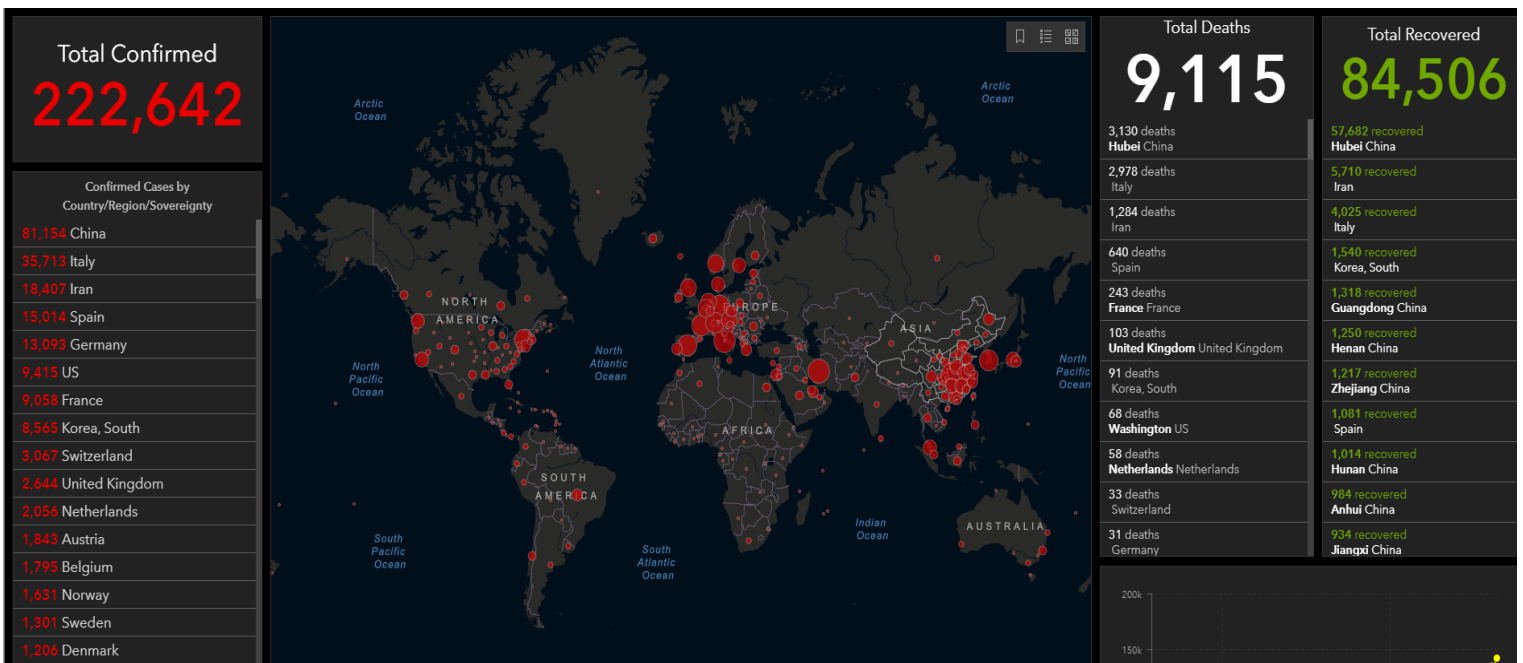 Total Confirmed
222,642
Confirmed Cases by
Country/Region/Sovereignty
81,154 China
35,713 Italy
18,407 Iran
15,014 Spain
13,093 Germany
9,415 US
9,058 France
8,565 Korea, South
3,067 Switzerland
2,644 United Kingdom
2,056 Netherlands
1,843 Austria
1,795 Belgium
1,631 Norway
1,301 Sweden
1,206 Denmark
Arctic
Ocean
Arctic
Ocean
NORTH
AMERICA
EUROPE
ASIA
North
Pacific
Ocean
North
Atlantic
Ocean
North
Pacific
Ocean
AFRICA
SOUTH
AMERICA
Indian
Ocean
AUSTRALIA
South
Pacific
Ocean
South
Atlantic
Ocean
Total Deaths
9,115
3,130 deaths
Hubei China
2,978 deaths
Italy
1,284 deaths
Iran
640 deaths
Spain
243 deaths
France France
103 deaths
United Kingdom United Kingdom
91 deaths
Korea, South
68 deaths
Washington US
58 deaths
Netherlands Netherlands
33 deaths
Switzerland
31 deaths
Germany
Total Recovered
84,506
57,682 recovered
Hubei China
5,710 recovered
Iran
4,025 recovered
Italy
1,540 recovered
Korea, South
1,318 recovered
Guangdong China
1,250 recovered
Henan China
1,217 recovered
Zhejiang China
1,081 recovered
Spain
1,014 recovered
Hunan China
984 recovered
Anhui China
934 recovered
Jiangxi China
200k
150k